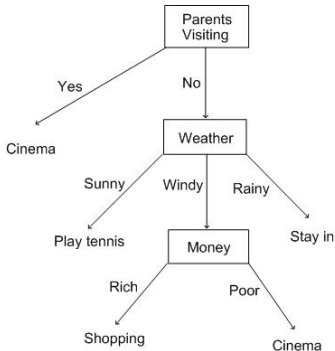 Parents
Visiting
Yes
No
Cinema
Weather
Sunny
Windy
Rainy
Play tennis
Money
Stay in
Rich
Poor
Shopping
Cinema